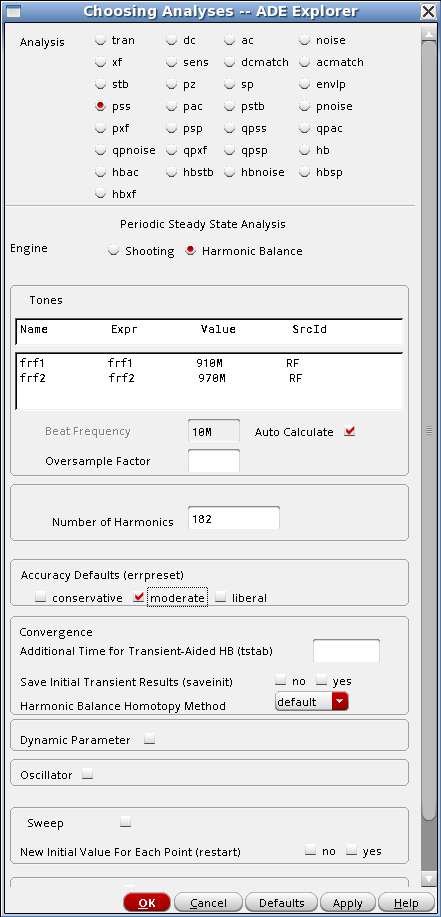 Choosing Analyses -- ADE Explorer
Analysis
tran dc ac noise
xf sens dcmatch acmatch
stb pz sp envlp
pss pac pstb pnoise
pxf psp qpss qpac
qpnoise qpxf qpsp hb
hbac hbstb hbnoise hbsp
hbxf
Periodic Steady State Analysis
Engine Shooting Harmonic Balance
Tones
Name Expr Value SrcId
frf1 frf1 910M RF
frf2 frf2 970M RF
Beat Frequency 10M Auto Calculate
Oversample Factor
Number of Harmonics 182
Accuracy Defaults (errpreset)
conservative moderate liberal
Convergence
Additional Time for Transient-Aided HB (tstab)
Save Initial Transient Results (saveinit) no yes
Harmonic Balance Homotopy Method default
Dynamic Parameter
Oscillator
Sweep
New Initial Value For Each Point (restart) no yes
OK Cancel Defaults Apply Help